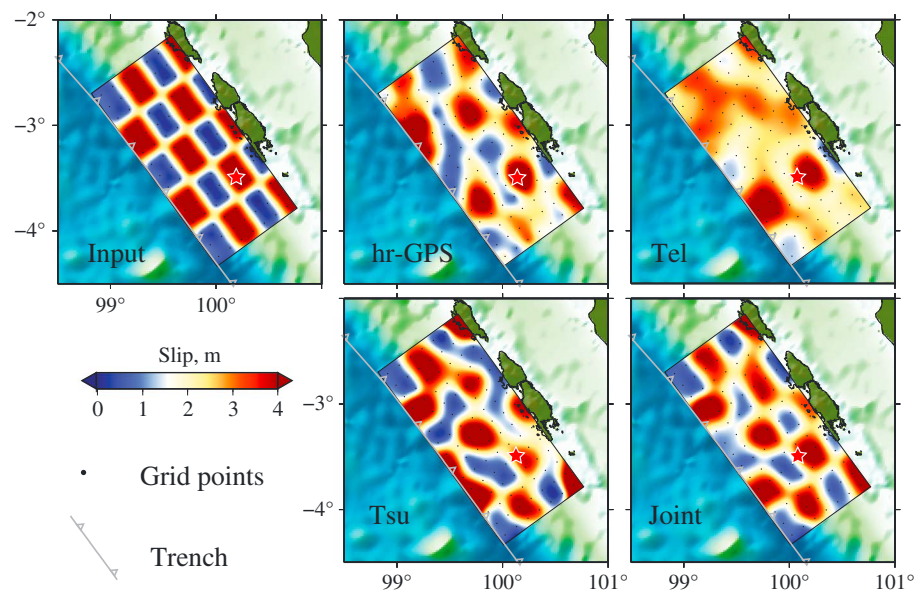 −2°
−3°
−4°
Input
hr-GPS
Tel
99°
100°
Slip, m
0 1 2 3 4
Grid points
Trench
−3°
−4°
Tsu
Joint
99°
100°
101°
99°
100°
101°